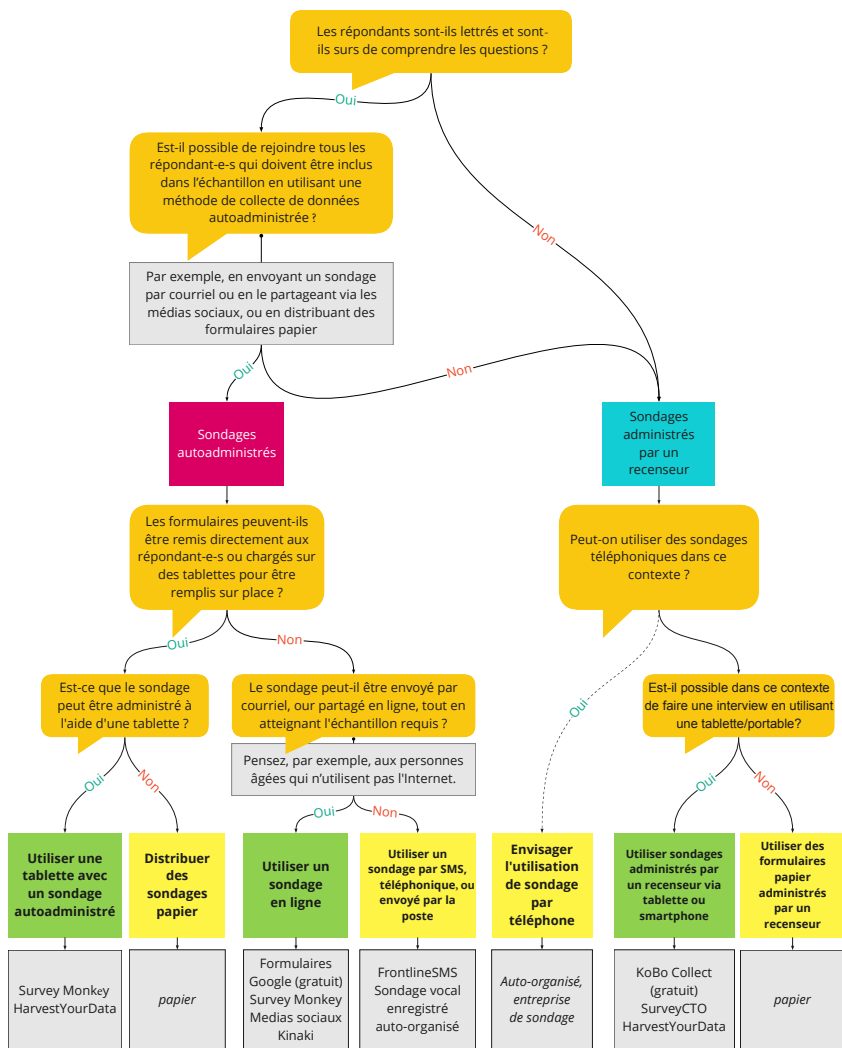 Les répondants sont-ils lettrés et sont-
ils surs de comprendre les questions ?
Oui
Non
Est-il possible de rejoindre tous les
répondant-e-s qui doivent être inclus
dans l'échantillon en utilisant une
méthode de collecte de données
autoadministrée ?
Par exemple, en envoyant un sondage
par courriel ou en le partageant via les
médias sociaux, ou en distribuant des
formulaires papier
Oui
Non
Sondages
autoadministrés
Sondages
administrés
par un
recenseur
Les formulaires peuvent-ils
être remis directement aux
répondant-e-s ou chargés sur
des tablettes pour être
remplis sur place ?
Peut-on utiliser des sondages
téléphoniques dans ce
contexte ?
Oui
Non
Est-ce que le sondage
peut être administré à
l'aide d'une tablette ?
Le sondage peut-il être envoyé par
courriel, our partagé en ligne, tout en
atteignant l'échantillon requis ?
Pensez, par exemple, aux personnes
âgées qui n'utilisent pas l'Internet.
Oui
Est-il possible dans ce contexte
de faire une interview en utilisant
une tablette/portable?
Oui
Non
Oui
Non
Oui
Non
Utiliser une
tablette avec
un sondage
autoadministré
Distribuer
des
sondages
papier
Utiliser un
sondage
en ligne
Utiliser un
sondage par SMS,
téléphonique, ou
envoyé par la
poste
Envisager
l'utilisation
de sondage
par
téléphone
Utiliser sondages
administrés par
un recenseur via
tablette ou
smartphone
Utiliser des
formulaires
papier
administrés
par un
recenseur
Survey Monkey
HarvestYourData
papier
Formulaires
Google (gratuit)
Survey Monkey
Medias sociaux
Kinaki
FrontlineSMS
Sondage vocal
enregistré
auto-organisé
Auto-organisé,
entreprise
de sondage
KoBo Collect
(gratuit)
SurveyCTO
HarvestYourData
papier